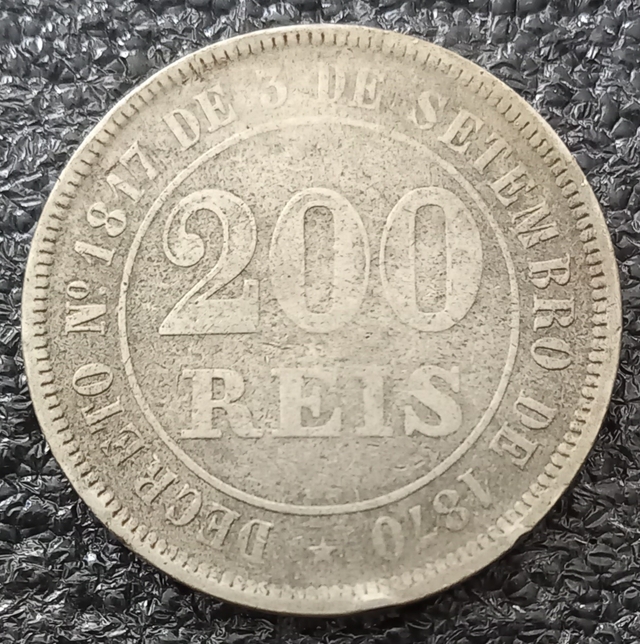 DECRETO Nº 1817 DE 3 DE SETEMBRO DE 1870
200
REIS